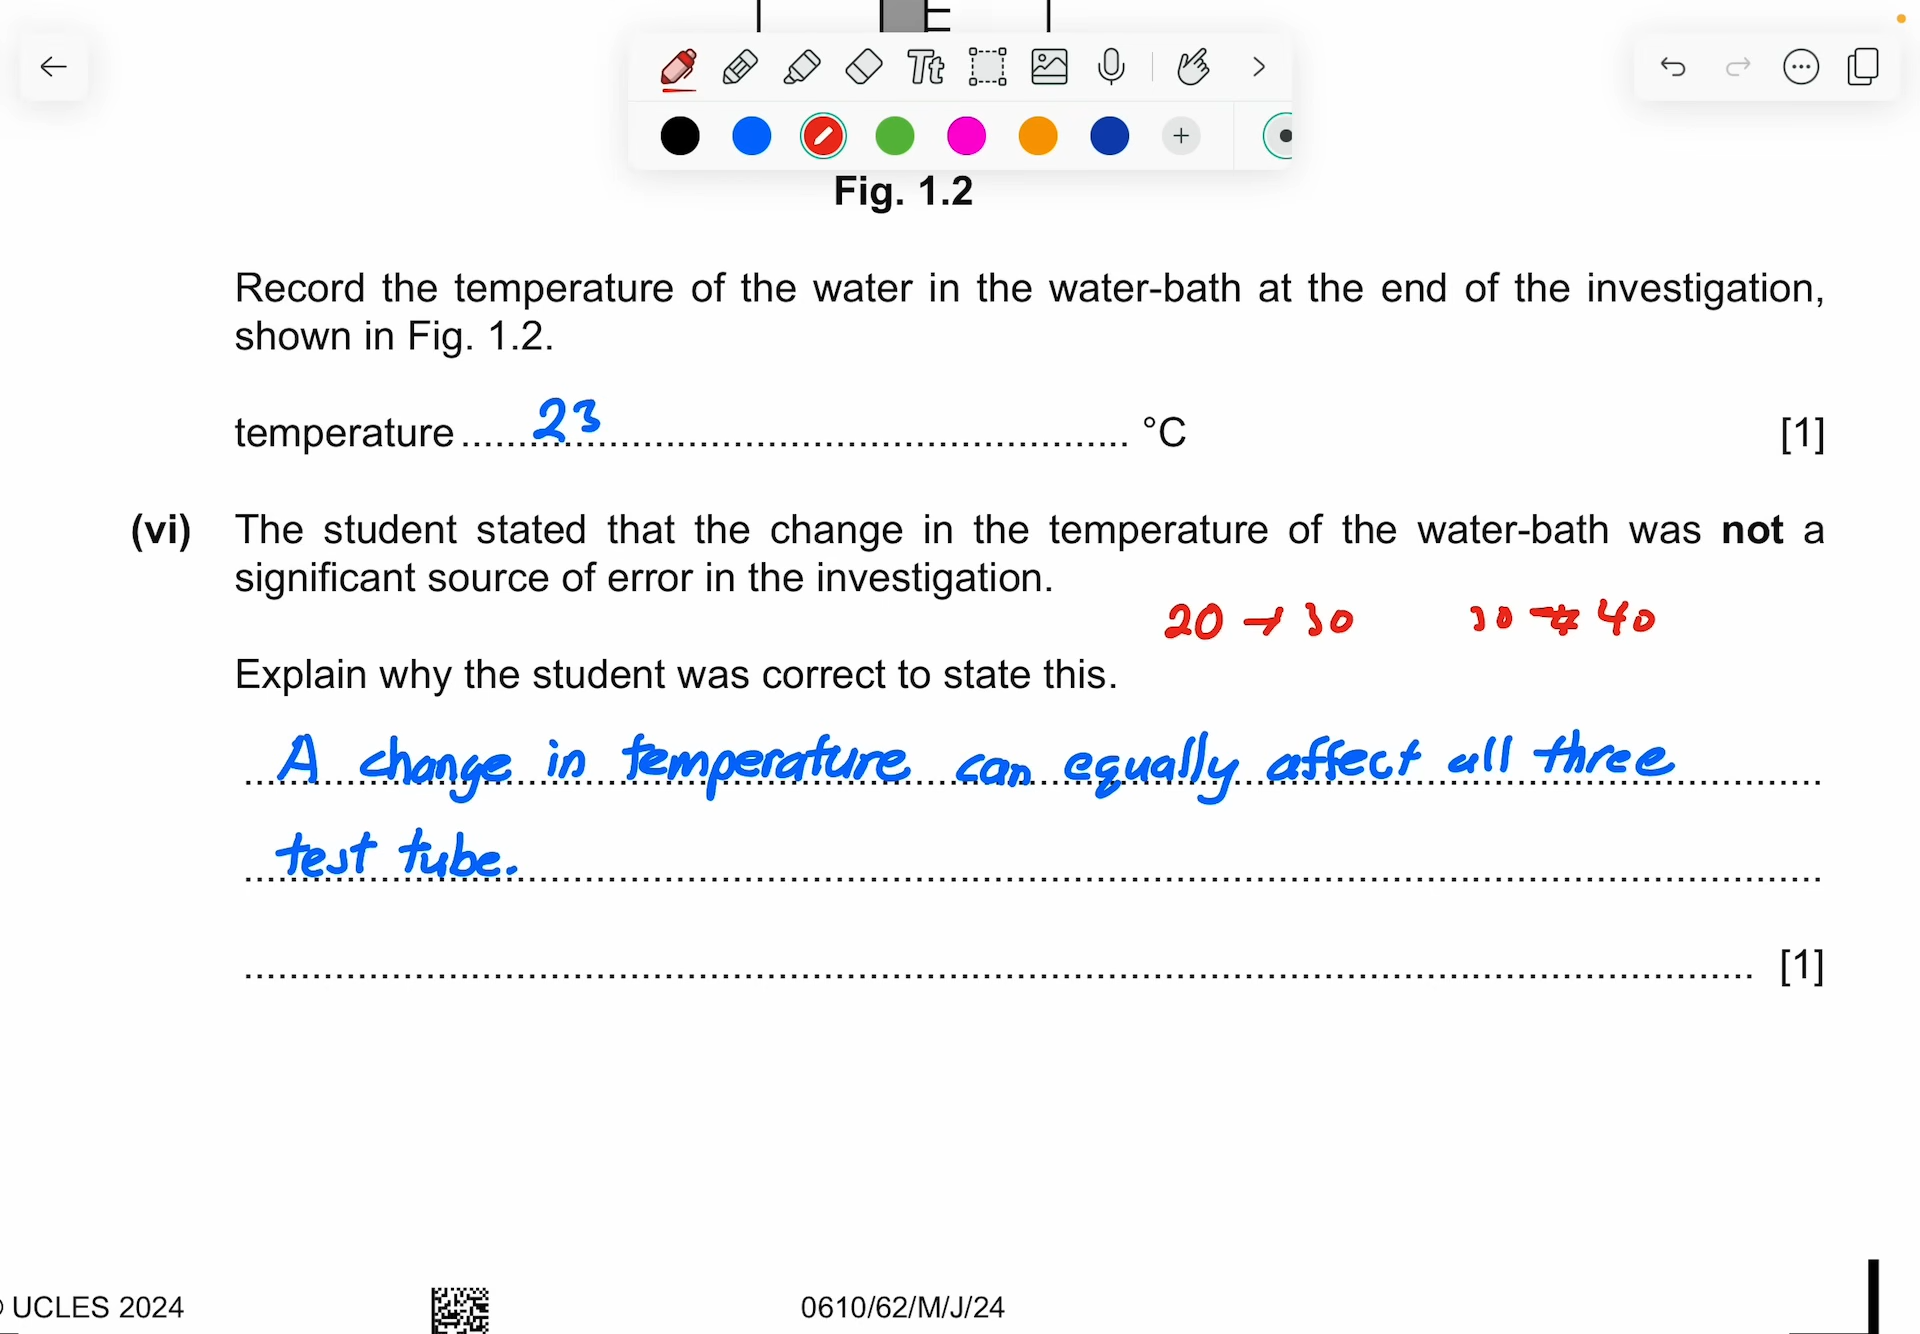 Tt
Fig. 1.2
Record the temperature of the water in the water-bath at the end of the investigation,
shown in Fig. 1.2.
temperature ...... 23 ...... °C [1]
(vi) The student stated that the change in the temperature of the water-bath was not a
significant source of error in the investigation.
20 → 30 30 → 40
Explain why the student was correct to state this.
A change in temperature can equally affect all three
test tube.
[1]
UCLES 2024 0610/62/M/J/24